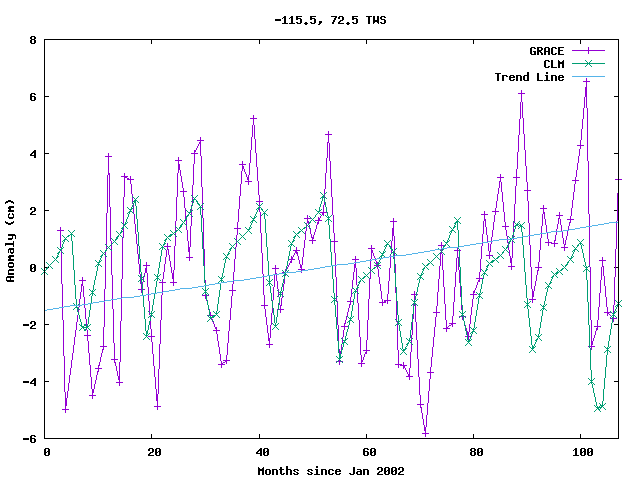 -115.5, 72.5 TWS
GRACE
CLM
Trend Line
8
6
4
2
0
-2
-4
-6
Anomaly (cm)
0 20 40 60 80 100
Months since Jan 2002